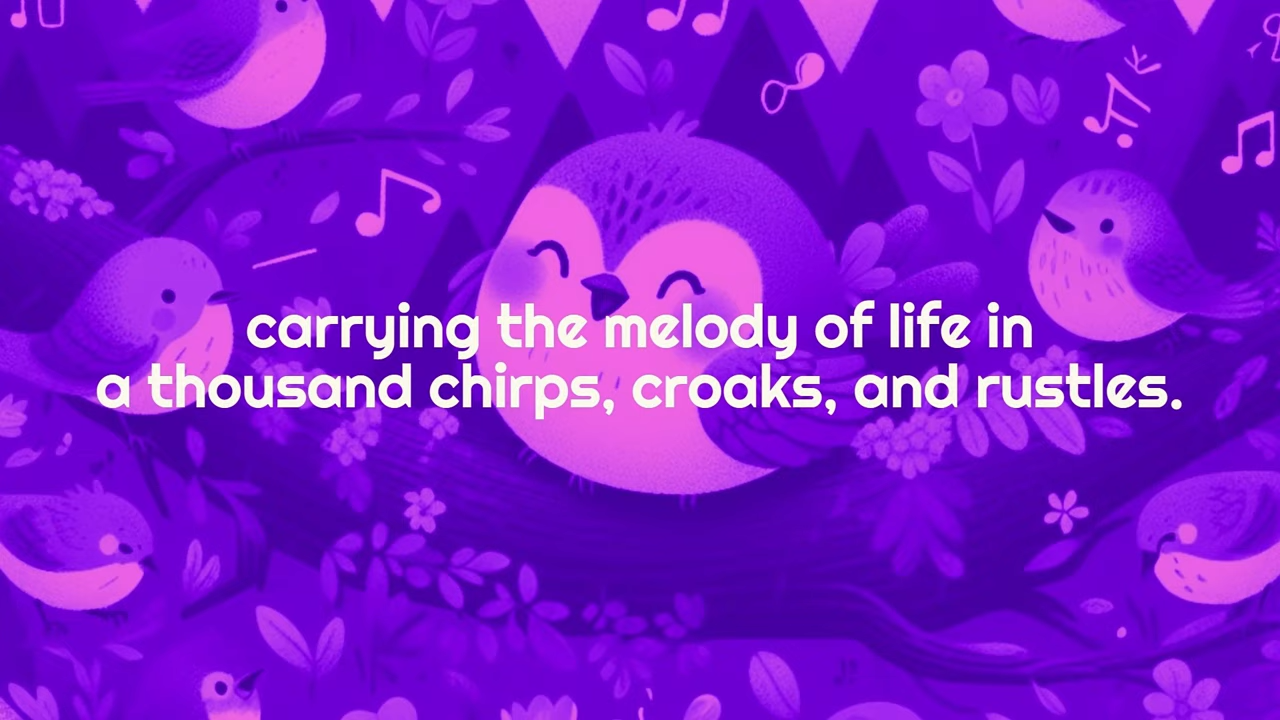 carrying the melody of life in
a thousand chirps, croaks, and rustles.